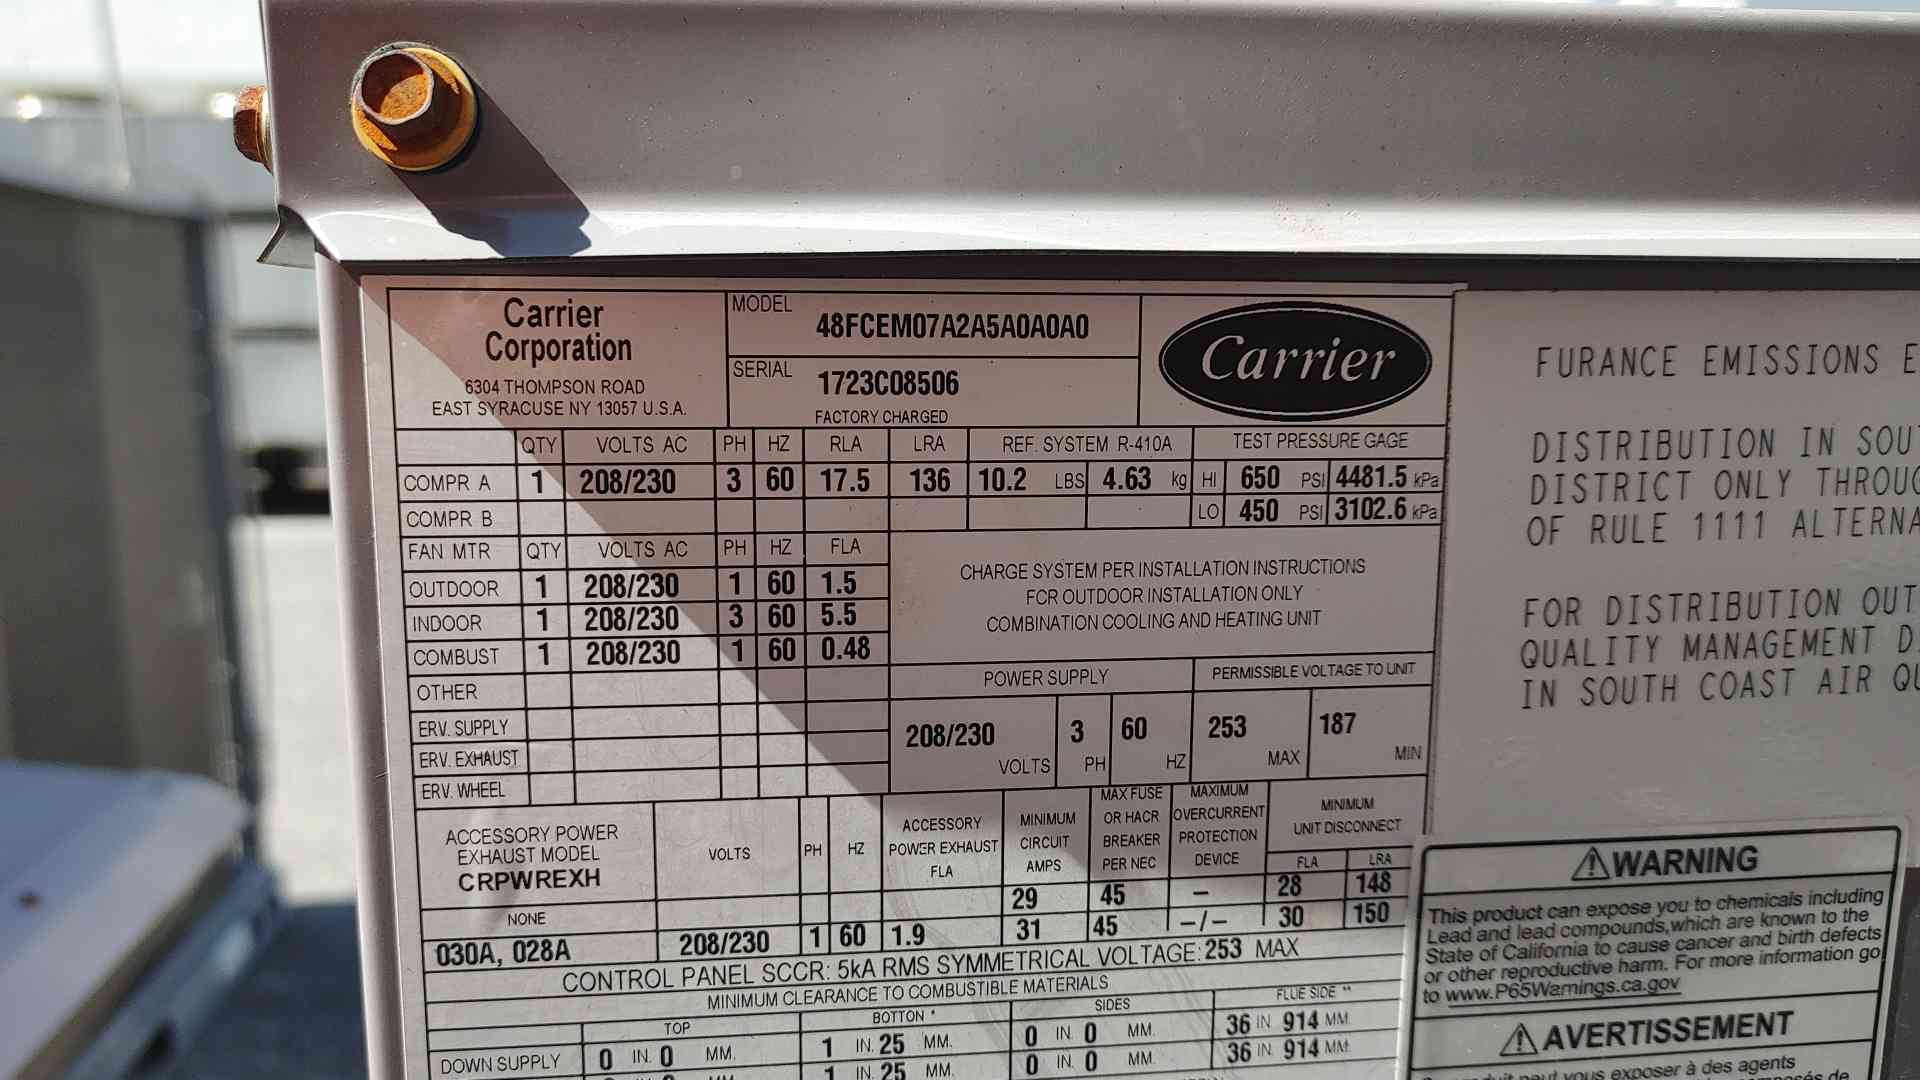 Carrier
Corporation
6304 THOMPSON ROAD
EAST SYRACUSE NY 13057 U.S.A.
MODEL 48FCEM07A2A5A0A0A0
SERIAL 1723C08506
FACTORY CHARGED
Carrier
QTY VOLTS AC PH HZ RLA LRA REF. SYSTEM R-410A TEST PRESSURE GAGE
COMPR A 1 208/230 3 60 17.5 136 10.2 LBS 4.63 kg HI 650 PSI 4481.5 kPa
COMPR B LO 450 PSI 3102.6 kPa
FAN MTR QTY VOLTS AC PH HZ FLA
OUTDOOR 1 208/230 1 60 1.5
INDOOR 1 208/230 3 60 5.5
COMBUST 1 208/230 1 60 0.48
OTHER
ERV. SUPPLY
ERV. EXHAUST
ERV. WHEEL
CHARGE SYSTEM PER INSTALLATION INSTRUCTIONS
FOR OUTDOOR INSTALLATION ONLY
COMBINATION COOLING AND HEATING UNIT
POWER SUPPLY PERMISSIBLE VOLTAGE TO UNIT
208/230 VOLTS 3 PH 60 HZ 253 MAX 187 MIN
ACCESSORY POWER
EXHAUST MODEL
CRPWREXH
VOLTS PH HZ
ACCESSORY
POWER EXHAUST
FLA
MINIMUM
CIRCUIT
AMPS
MAX FUSE
OR HACR
BREAKER
PER NEC
MAXIMUM
OVERCURRENT
PROTECTION
DEVICE
MINIMUM
UNIT DISCONNECT
FLA LRA
NONE 29 45 – 28 148
030A, 028A 208/230 1 60 1.9 31 45 –/– 30 150
CONTROL PANEL SCCR: 5kA RMS SYMMETRICAL VOLTAGE: 253 MAX
MINIMUM CLEARANCE TO COMBUSTIBLE MATERIALS
TOP BOTTON * SIDES FLUE SIDE **
DOWN SUPPLY 0 IN. 0 MM. 1 IN. 25 MM. 0 IN 0 MM. 36 IN 914 MM.
1 IN. 25 MM. 0 IN. 0 MM. 36 IN 914 MM.
FURANCE EMISSIONS
DISTRIBUTION IN
DISTRICT ONLY
OF RULE 1111
FOR DISTRIBUTION
QUALITY MANAGEMENT
IN SOUTH COAST AIR
⚠WARNING
This product can expose you to chemicals including
Lead and lead compounds,which are known to the
State of California to cause cancer and birth defects
or other reproductive harm. For more information go
to www.P65Warnings.ca.gov
⚠AVERTISSEMENT
vous exposer à des agents